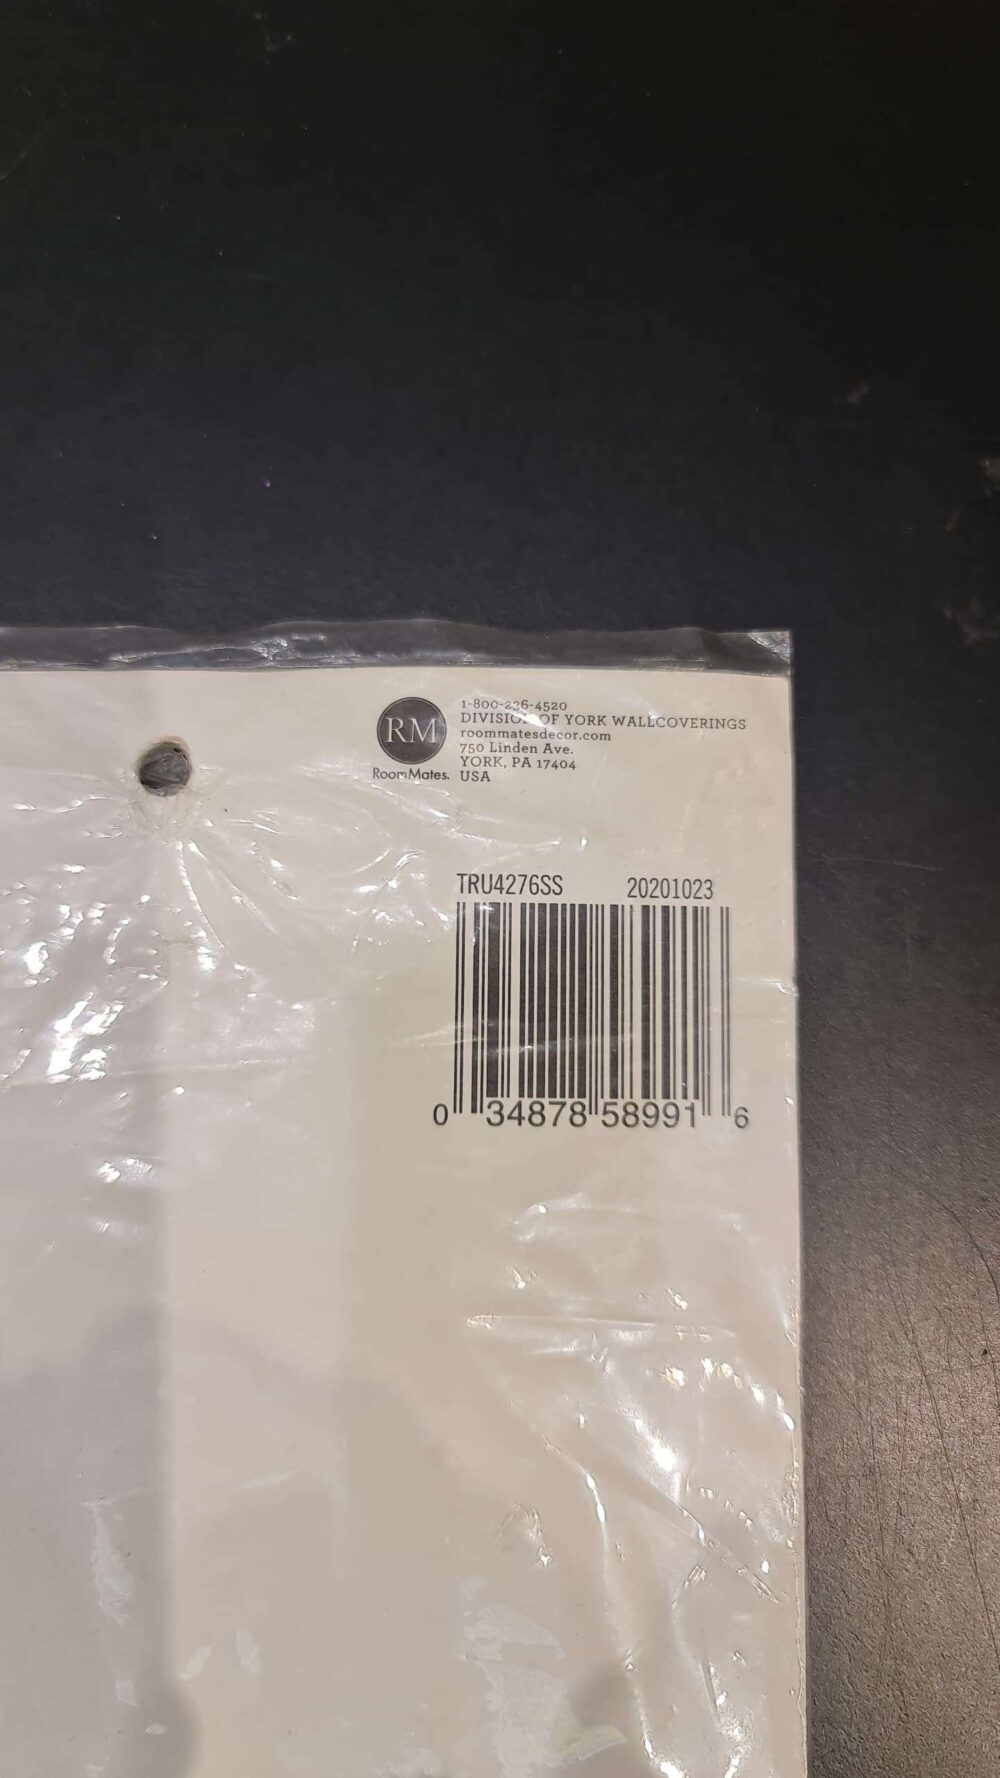 RM
RoomMates.
1-800-226-4520
DIVISION OF YORK WALLCOVERINGS
roommatesdecor.com
750 Linden Ave.
YORK, PA 17404
USA
TRU4276SS 20201023
0 34878 58991 6